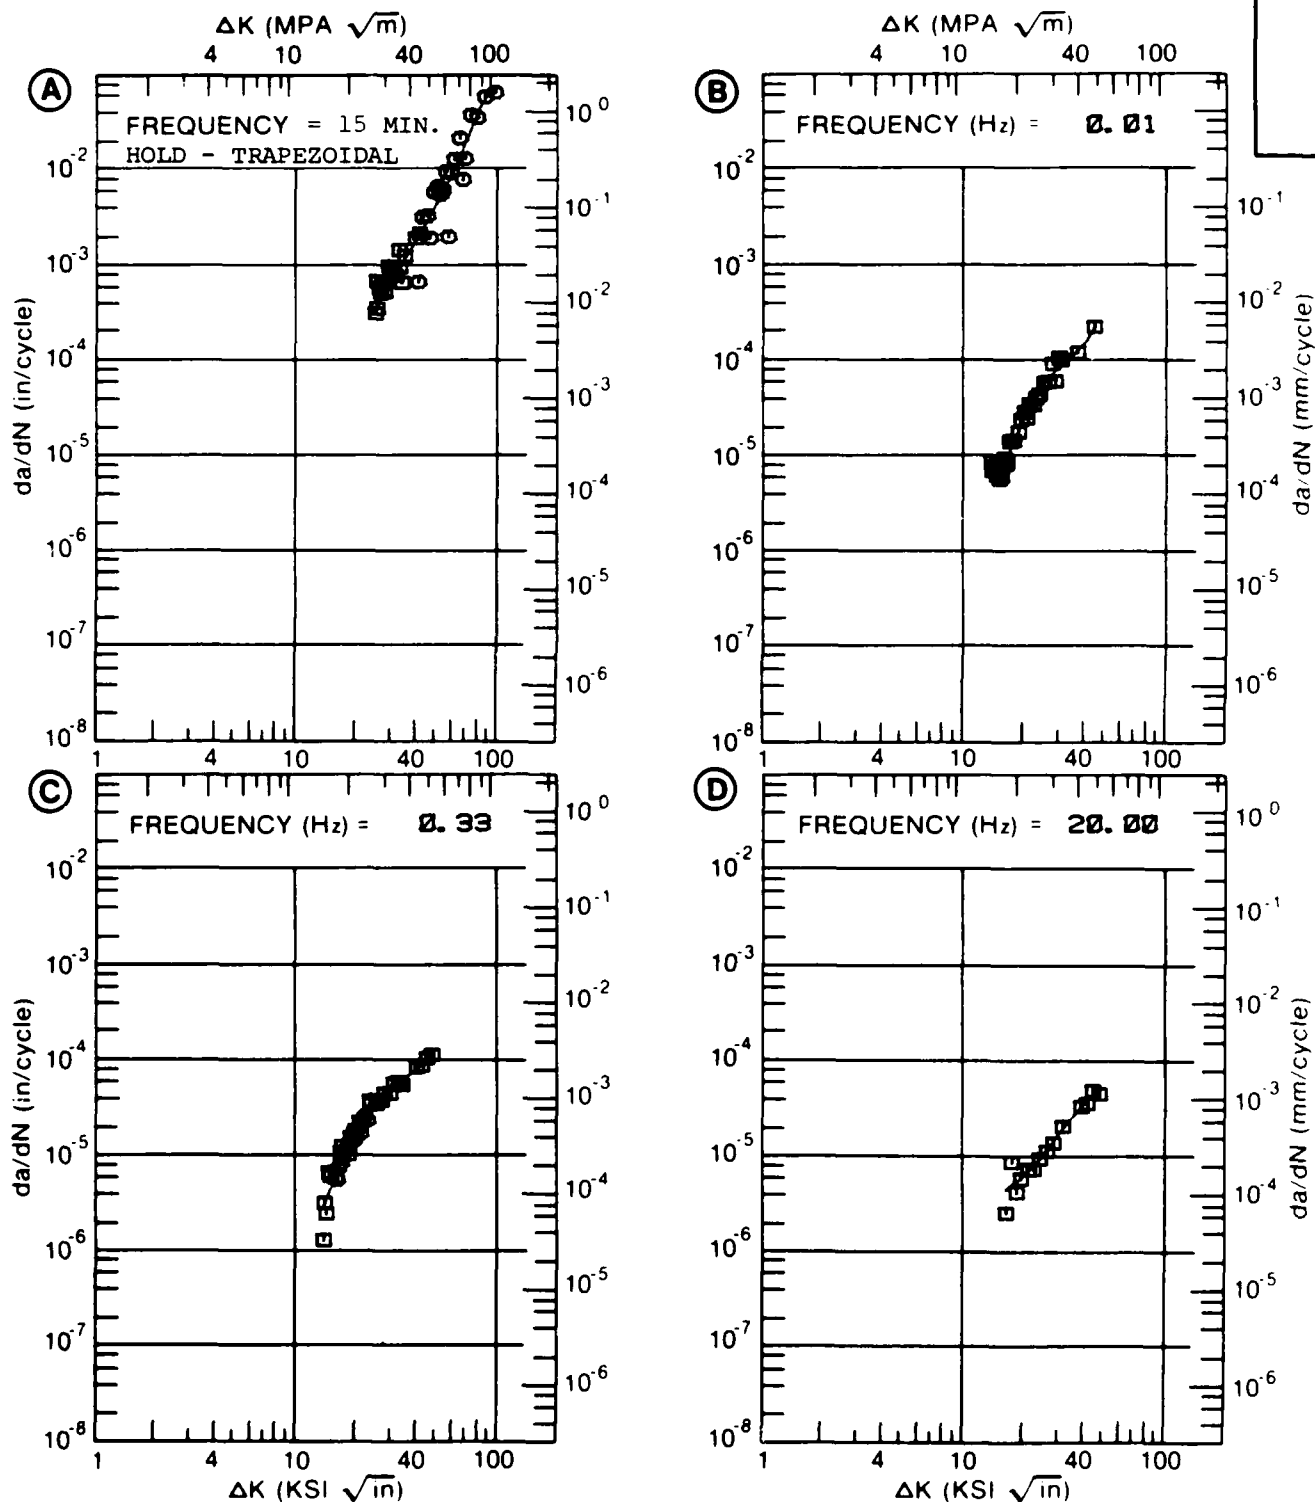 ΔK (MPA √m)
4 10 40 100
ΔK (MPA √m)
4 10 40 100
A
FREQUENCY = 15 MIN.
HOLD - TRAPEZOIDAL
10^-2
10^-3
10^-4
10^-5
10^-6
10^-7
10^-8
da/dN (in/cycle)
10^0
10^-1
10^-2
10^-3
10^-4
10^-5
10^-6
1 4 10 40 100
B
FREQUENCY (Hz) = 0.01
10^-2
10^-3
10^-4
10^-5
10^-6
10^-7
10^-8
10^-1
10^-2
10^-3
10^-4
10^-5
10^-6
da/dN (mm/cycle)
1 4 10 40 100
C
FREQUENCY (Hz) = 0.33
10^-2
10^-3
10^-4
10^-5
10^-6
10^-7
10^-8
da/dN (in/cycle)
10^0
10^-1
10^-2
10^-3
10^-4
10^-5
10^-6
1 4 10 40 100
ΔK (KSI √in)
D
FREQUENCY (Hz) = 20.00
10^-2
10^-3
10^-4
10^-5
10^-6
10^-7
10^-8
10^0
10^-1
10^-2
10^-3
10^-4
10^-5
10^-6
da/dN (mm/cycle)
1 4 10 40 100
ΔK (KSI √in)